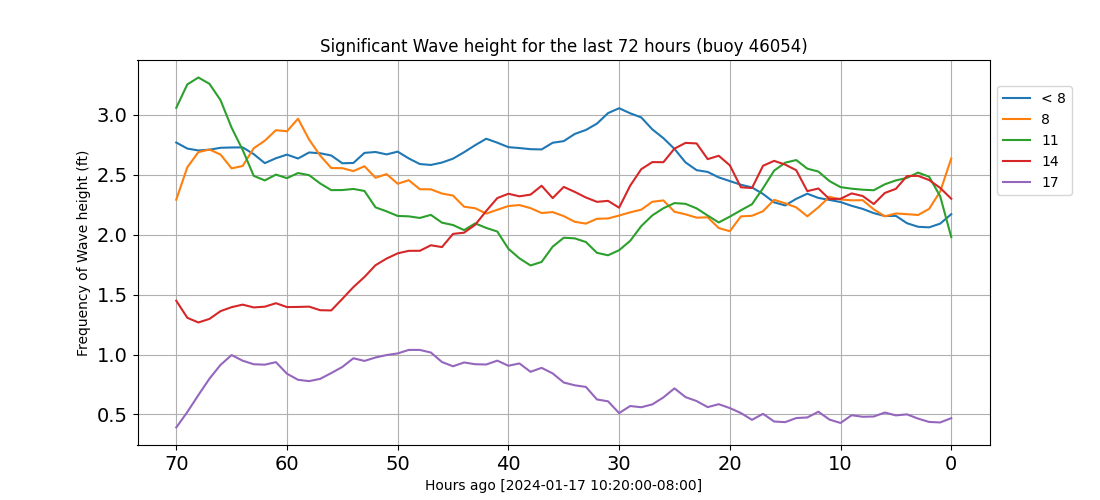 Significant Wave height for the last 72 hours (buoy 46054)
Frequency of Wave height (ft)
3.0
2.5
2.0
1.5
1.0
0.5
70 60 50 40 30 20 10 0
Hours ago [2024-01-17 10:20:00-08:00]
< 8
8
11
14
17